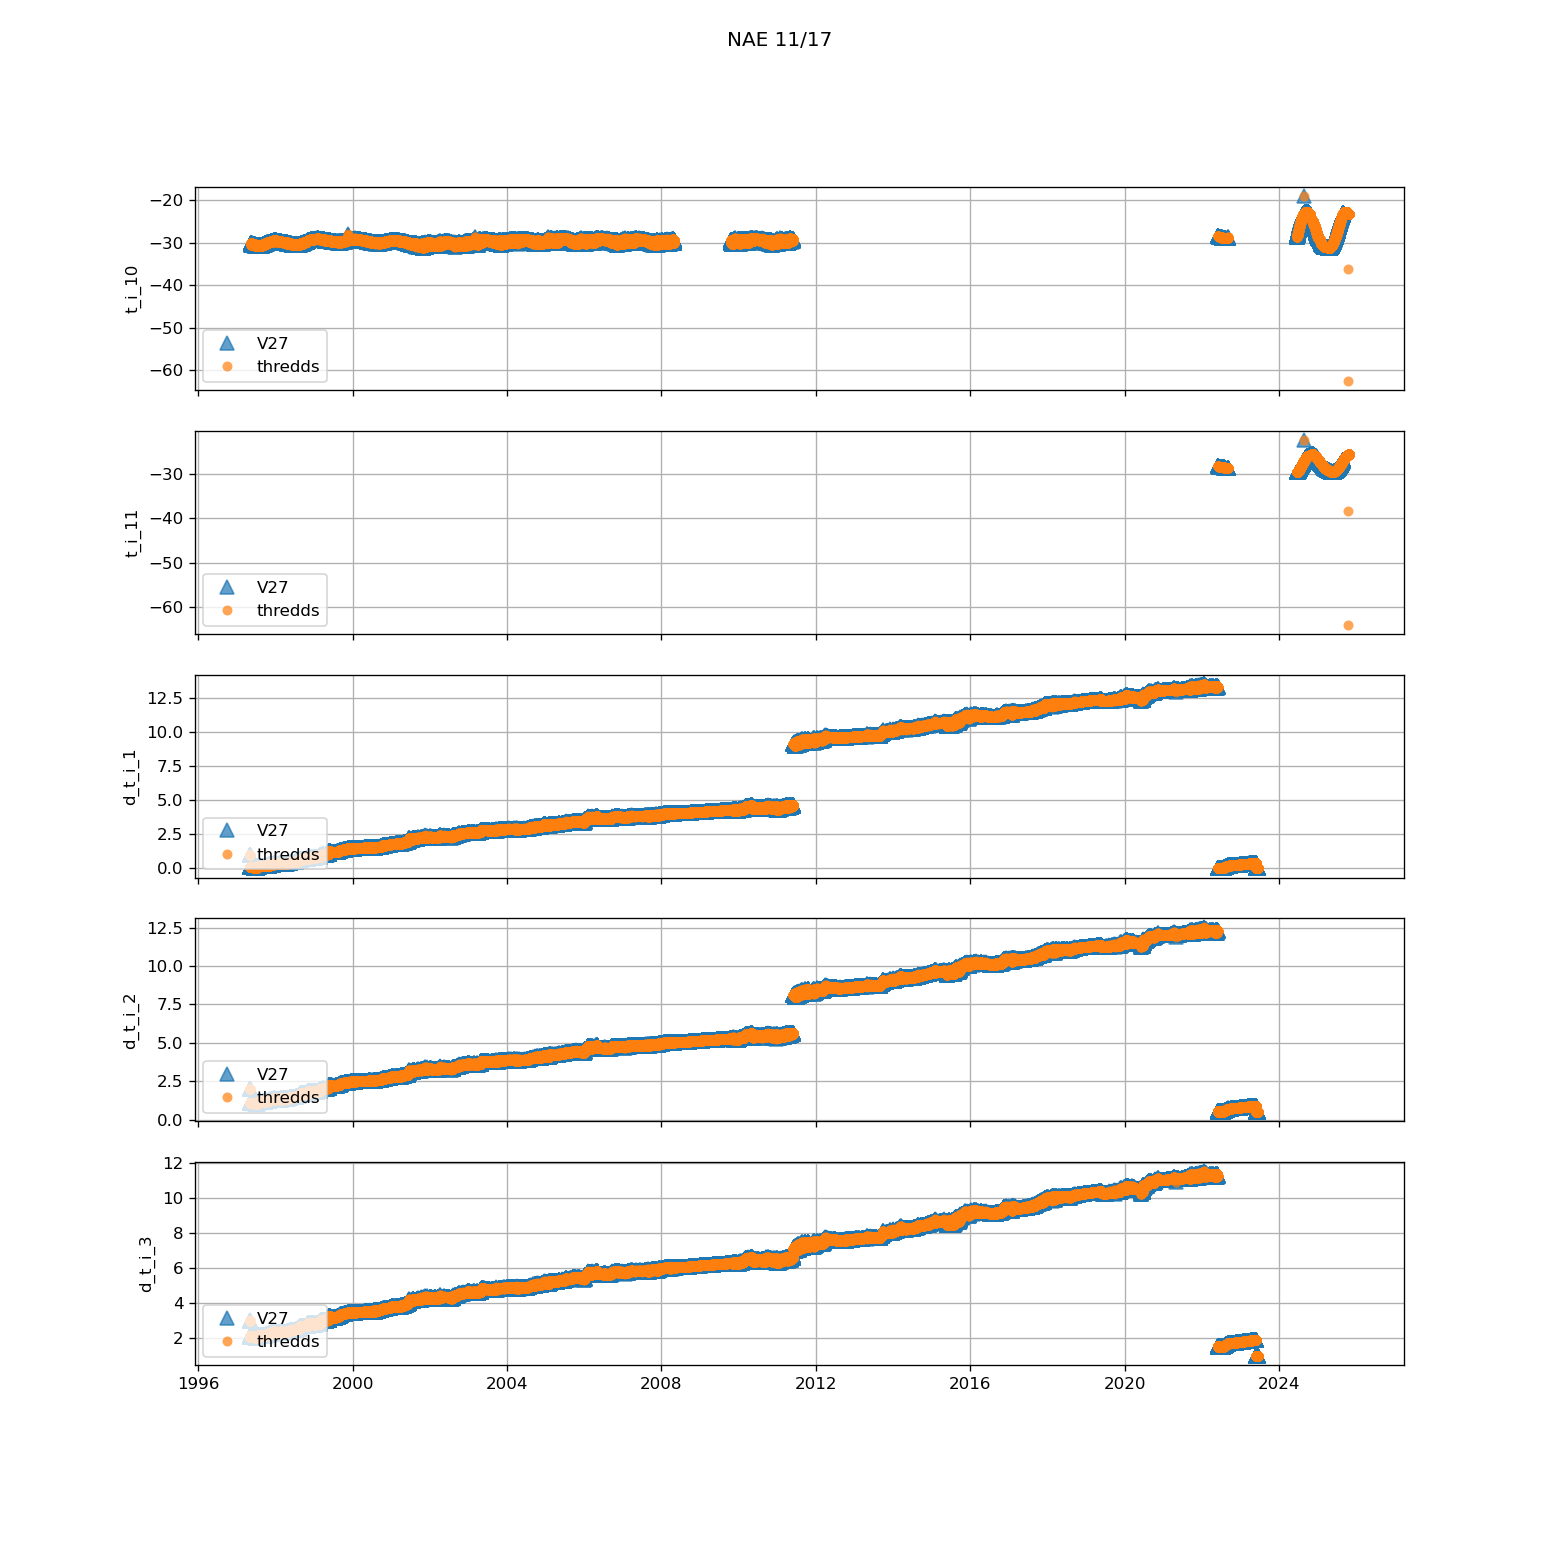 NAE 11/17
−20
−30
−40
−50
−60
t_i_10
V27
thredds
−30
−40
−50
−60
t_i_11
V27
thredds
12.5
10.0
7.5
5.0
2.5
0.0
d_t_i_1
V27
thredds
12.5
10.0
7.5
5.0
2.5
0.0
d_t_i_2
V27
thredds
12
10
8
6
4
2
d_t_i_3
V27
thredds
1996 2000 2004 2008 2012 2016 2020 2024